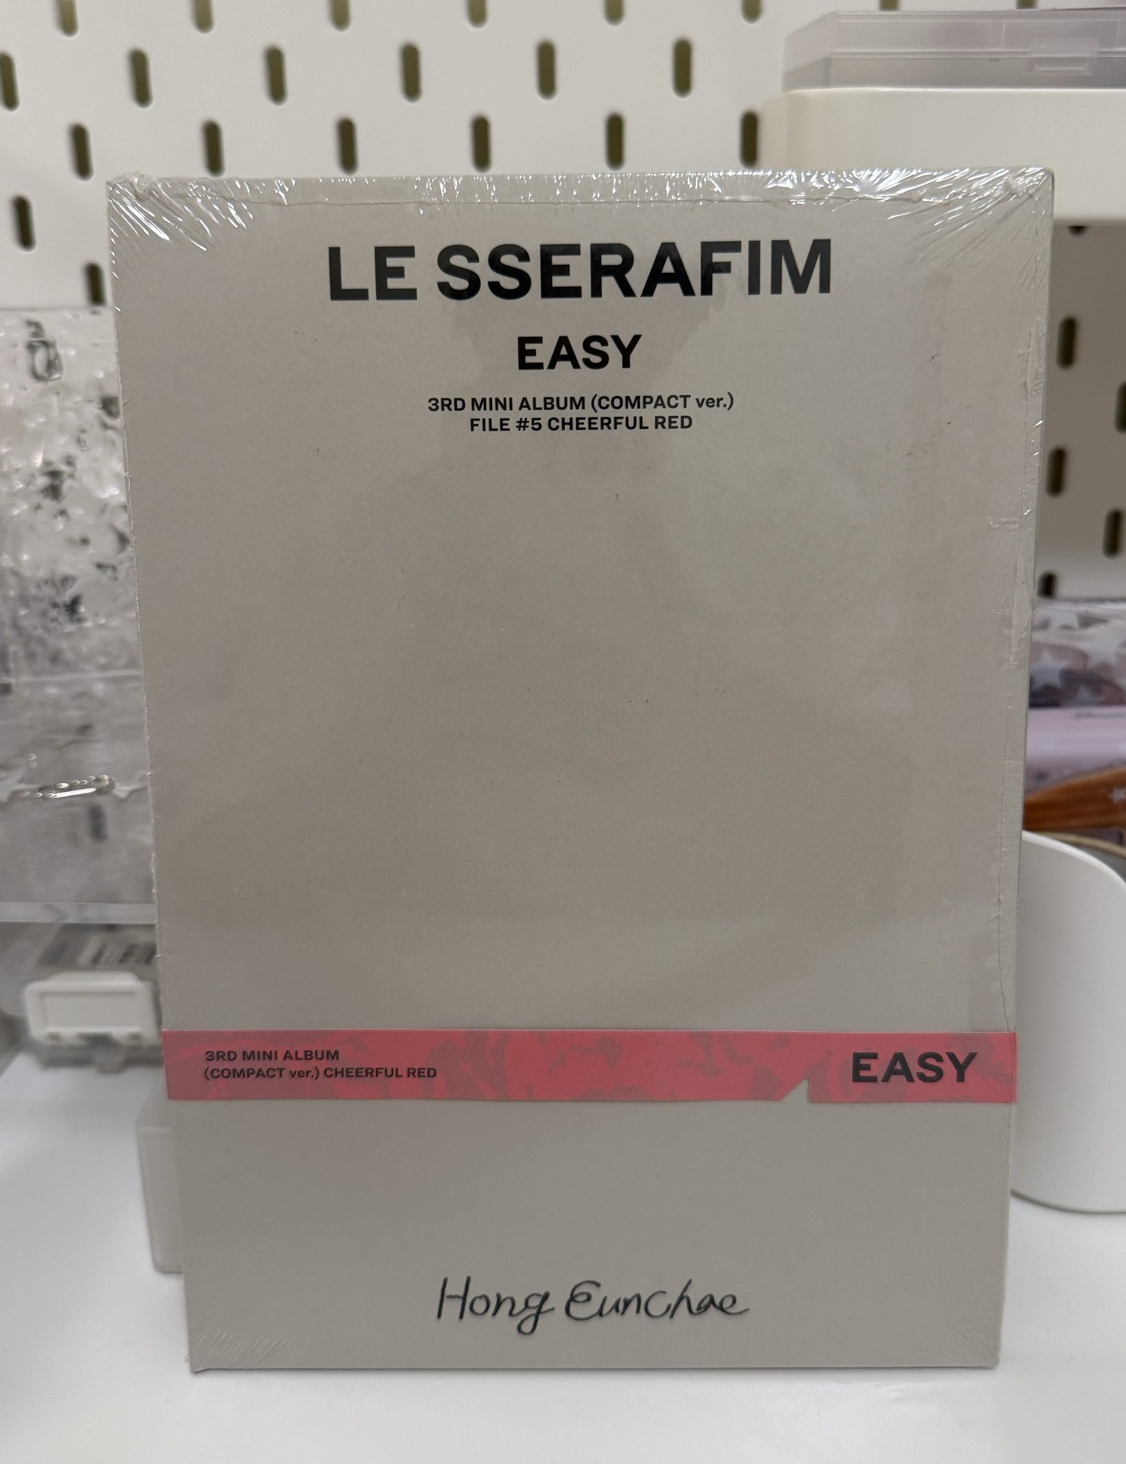 LE SSERAFIM
EASY
3RD MINI ALBUM (COMPACT ver.)
FILE #5 CHEERFUL RED
3RD MINI ALBUM
(COMPACT ver.) CHEERFUL RED
EASY
Hong Eunchae